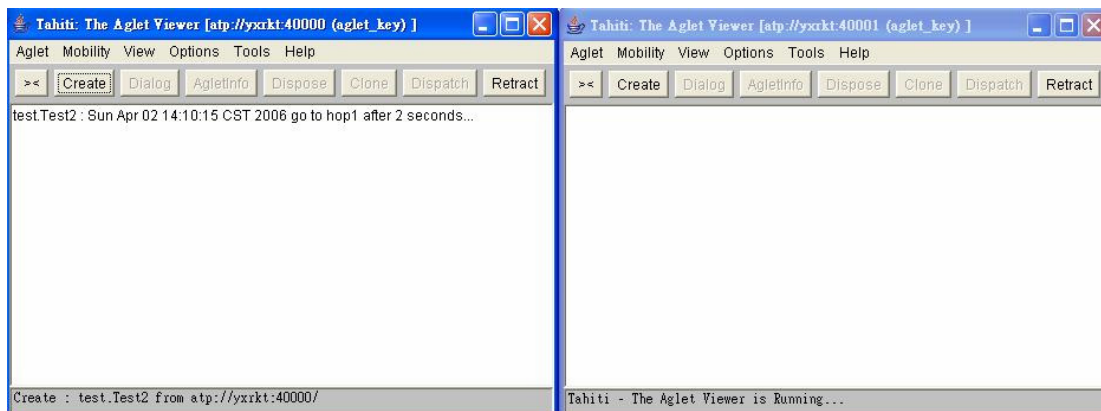 Tahiti: The Aglet Viewer [atp://yxrkt:40000 (aglet_key) ]
Aglet Mobility View Options Tools Help
>< Create Dialog AgletInfo Dispose Clone Dispatch Retract
test.Test2 : Sun Apr 02 14:10:15 CST 2006 go to hop1 after 2 seconds...
Create : test.Test2 from atp://yxrkt:40000/
Tahiti: The Aglet Viewer [atp://yxrkt:40001 (aglet_key) ]
Aglet Mobility View Options Tools Help
>< Create Dialog AgletInfo Dispose Clone Dispatch Retract
Tahiti - The Aglet Viewer is Running...